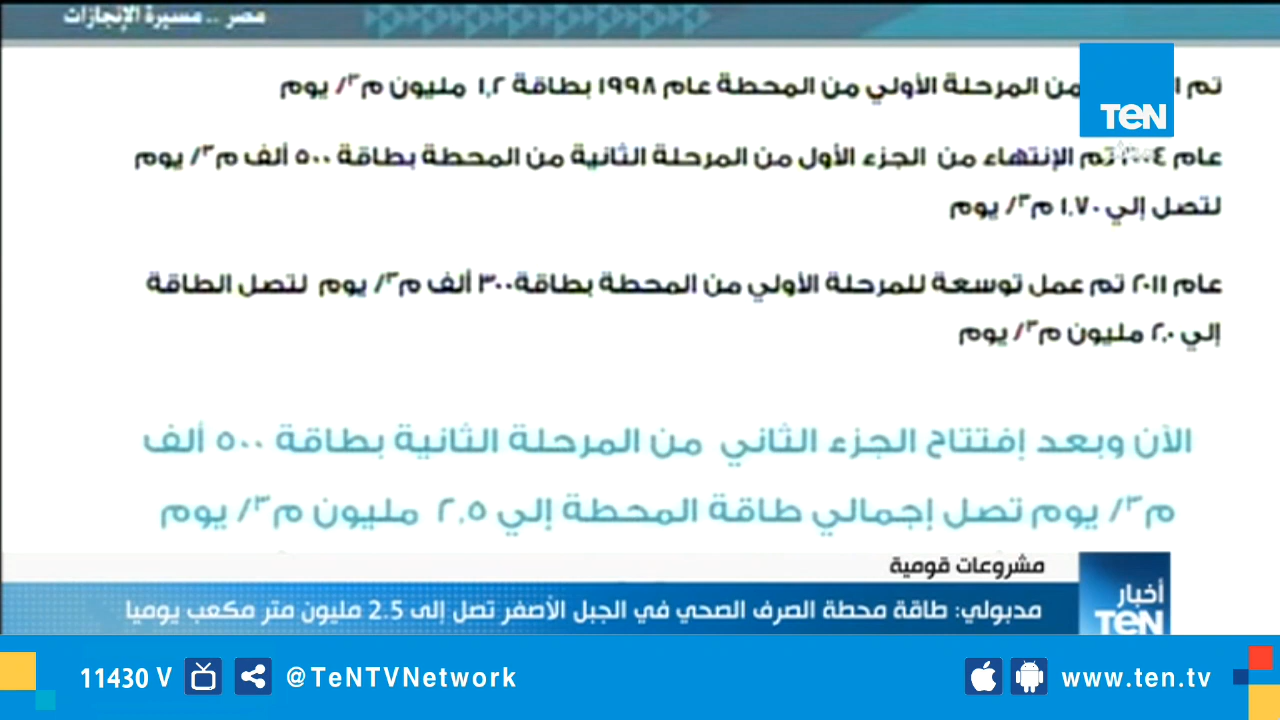 مصر .. مسيرة الإنجازات
TEN
تم من المرحلة الأولي من المحطة عام ١٩٩٨ بطاقة ١,٢ مليون م٣/ يوم
عام ٢٠٠٤ تم الإنتهاء من الجزء الأول من المرحلة الثانية من المحطة بطاقة ٥٠٠ ألف م٣/ يوم
لتصل إلي ١,٧٠ م٣/ يوم
عام ٢٠١١ تم عمل توسعة للمرحلة الأولي من المحطة بطاقة٣٠٠ ألف م٣/ يوم لتصل الطاقة
إلي ٢,٠ مليون م٣/ يوم
الآن وبعد إفتتاح الجزء الثاني من المرحلة الثانية بطاقة ٥٠٠ ألف
م٣/ يوم تصل إجمالي طاقة المحطة إلي ٢,٥ مليون م٣/ يوم
مشروعات قومية
أخبار
TEN
مدبولي: طاقة محطة الصرف الصحي في الجبل الأصفر تصل إلى 2.5 مليون متر مكعب يوميا
11430 V @TeNTVNetwork www.ten.tv